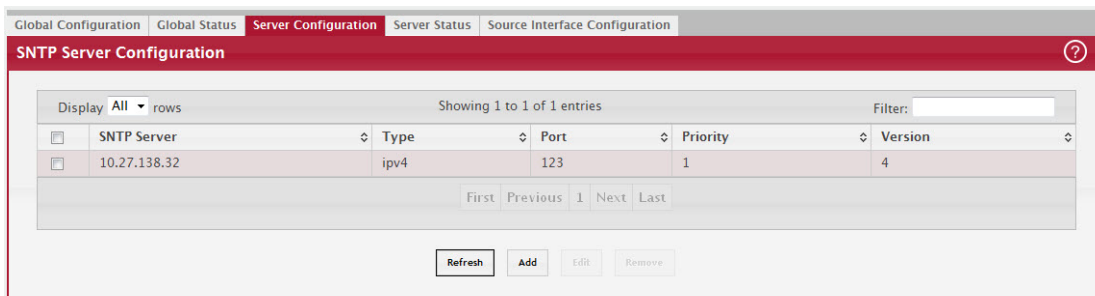 Global Configuration Global Status Server Configuration Server Status Source Interface Configuration
SNTP Server Configuration ?
Display All rows Showing 1 to 1 of 1 entries Filter:
SNTP Server Type Port Priority Version
10.27.138.32 ipv4 123 1 4
First Previous 1 Next Last
Refresh Add Edit Remove